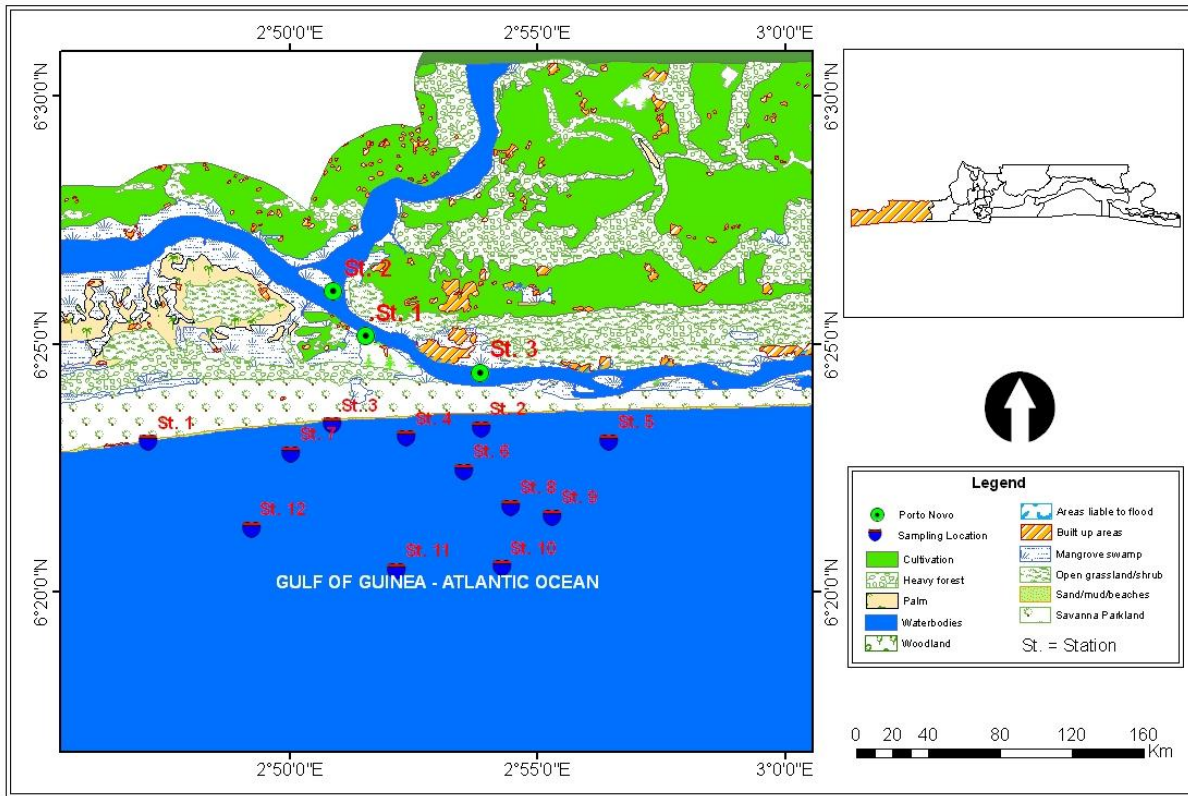 2°50'0"E 2°55'0"E 3°0'0"E
6°30'0"N 6°30'0"N
St. 2
St. 1
6°25'0"N 6°25'0"N
St. 3
St. 1 St. 3 St. 2
St. 7 St. 4 St. 5
St. 6
St. 8 St. 9
St. 12
St. 11 St. 10
GULF OF GUINEA - ATLANTIC OCEAN
6°20'0"N 6°20'0"N
2°50'0"E 2°55'0"E 3°0'0"E
Legend
Porto Novo
Sampling Location
Cultivation
Heavy forest
Palm
Waterbodies
Woodland
Areas liable to flood
Built up areas
Mangrove swamp
Open grassland/shrub
Sand/mud/beaches
Savanna Parkland
St. = Station
0 20 40 80 120 160
Km